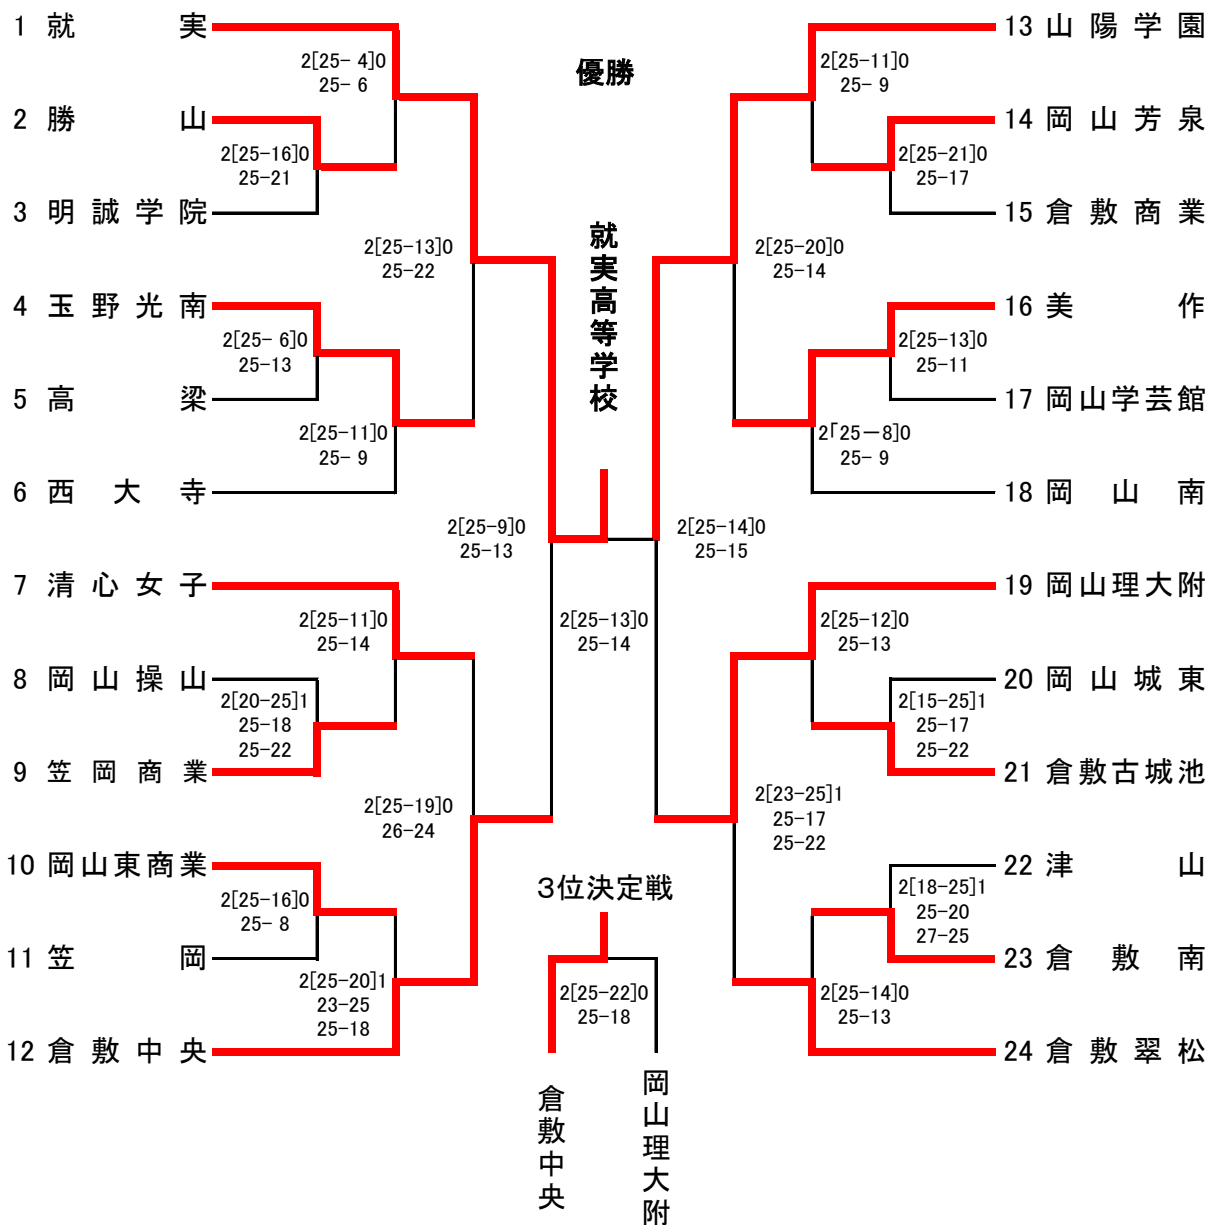 優勝
就実高等学校
1 就実
2[25- 4]0
25- 6
2 勝山
2[25-16]0
25-21
3 明誠学院
2[25-13]0
25-22
4 玉野光南
2[25- 6]0
25-13
5 高梁
2[25-11]0
25- 9
6 西大寺
2[25-9]0
25-13
7 清心女子
2[25-11]0
25-14
8 岡山操山
2[20-25]1
25-18
25-22
9 笠岡商業
2[25-19]0
26-24
10 岡山東商業
2[25-16]0
25- 8
11 笠岡
2[25-20]1
23-25
25-18
12 倉敷中央
2[25-13]0
25-14
13 山陽学園
2[25-11]0
25- 9
14 岡山芳泉
2[25-21]0
25-17
15 倉敷商業
2[25-20]0
25-14
16 美作
2[25-13]0
25-11
17 岡山学芸館
2「25－8]0
25- 9
18 岡山南
2[25-14]0
25-15
19 岡山理大附
2[25-12]0
25-13
20 岡山城東
2[15-25]1
25-17
25-22
21 倉敷古城池
2[23-25]1
25-17
25-22
22 津山
2[18-25]1
25-20
27-25
23 倉敷南
2[25-14]0
25-13
24 倉敷翠松
3位決定戦
2[25-22]0
25-18
倉敷中央
岡山理大附